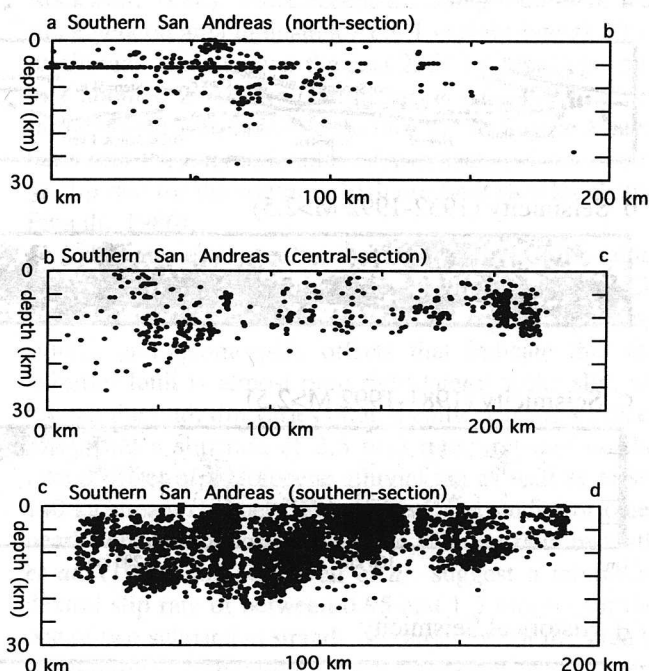 a Southern San Andreas (north-section) b
0
depth (km)
30
0 km 100 km 200 km
b Southern San Andreas (central-section) c
0
depth (km)
30
0 km 100 km 200 km
c Southern San Andreas (southern-section) d
0
depth (km)
30
0 km 100 km 200 km